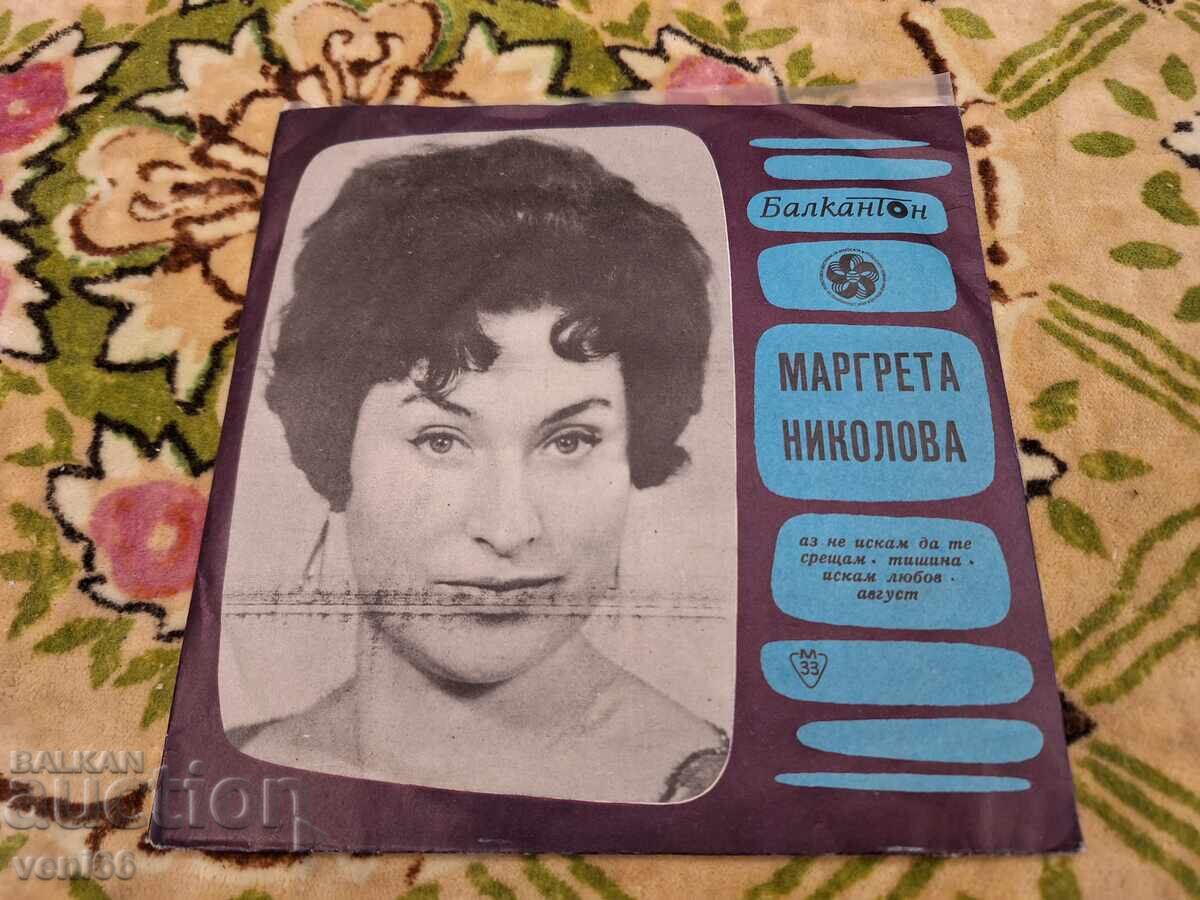 Балкантон
МАРГРЕТА
НИКОЛОВА
аз не искам да те
срещам · тишина ·
искам любов ·
август
М
33
BALKAN
auction
veni66